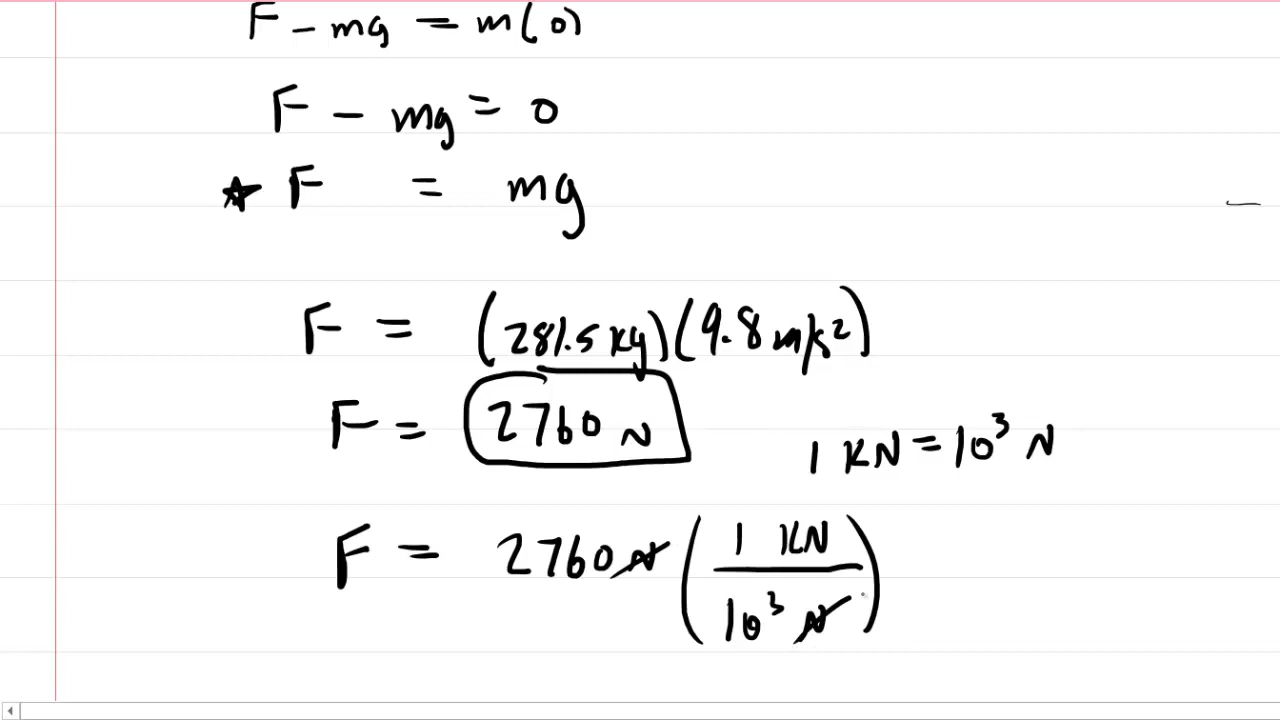 F - mg = m(0)
F - mg = 0
★ F = mg
F = (281.5 kg)(9.8 m/s²)
F = 2760 N
1 KN = 10³ N
F = 2760 N (1 KN / 10³ N)